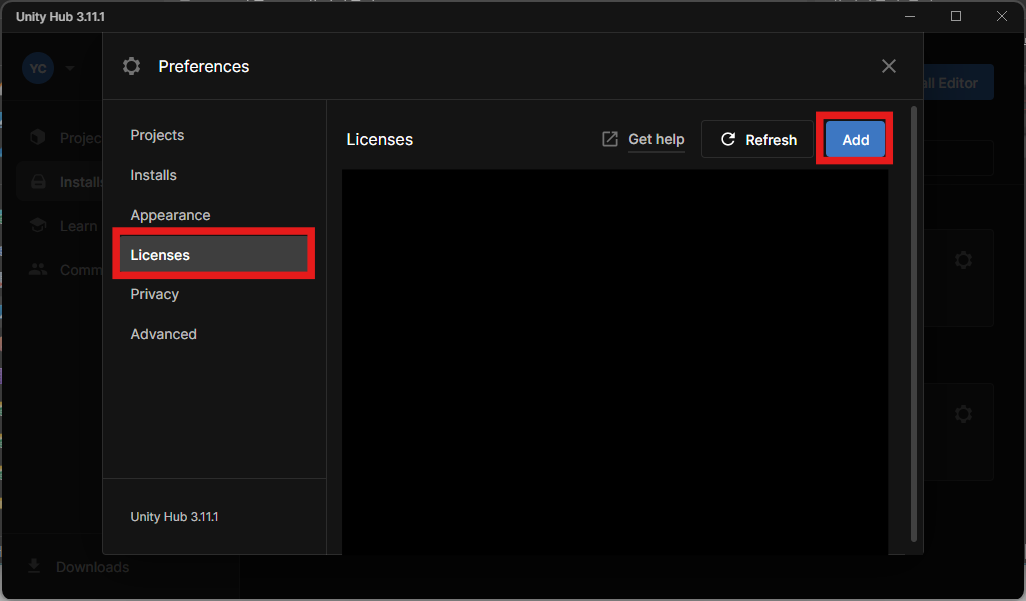 Unity Hub 3.11.1
YC
Preferences
all Editor
Projec
Installs
Learn
Comm
Downloads
Projects
Installs
Appearance
Licenses
Privacy
Advanced
Unity Hub 3.11.1
Licenses
Get help
Refresh
Add